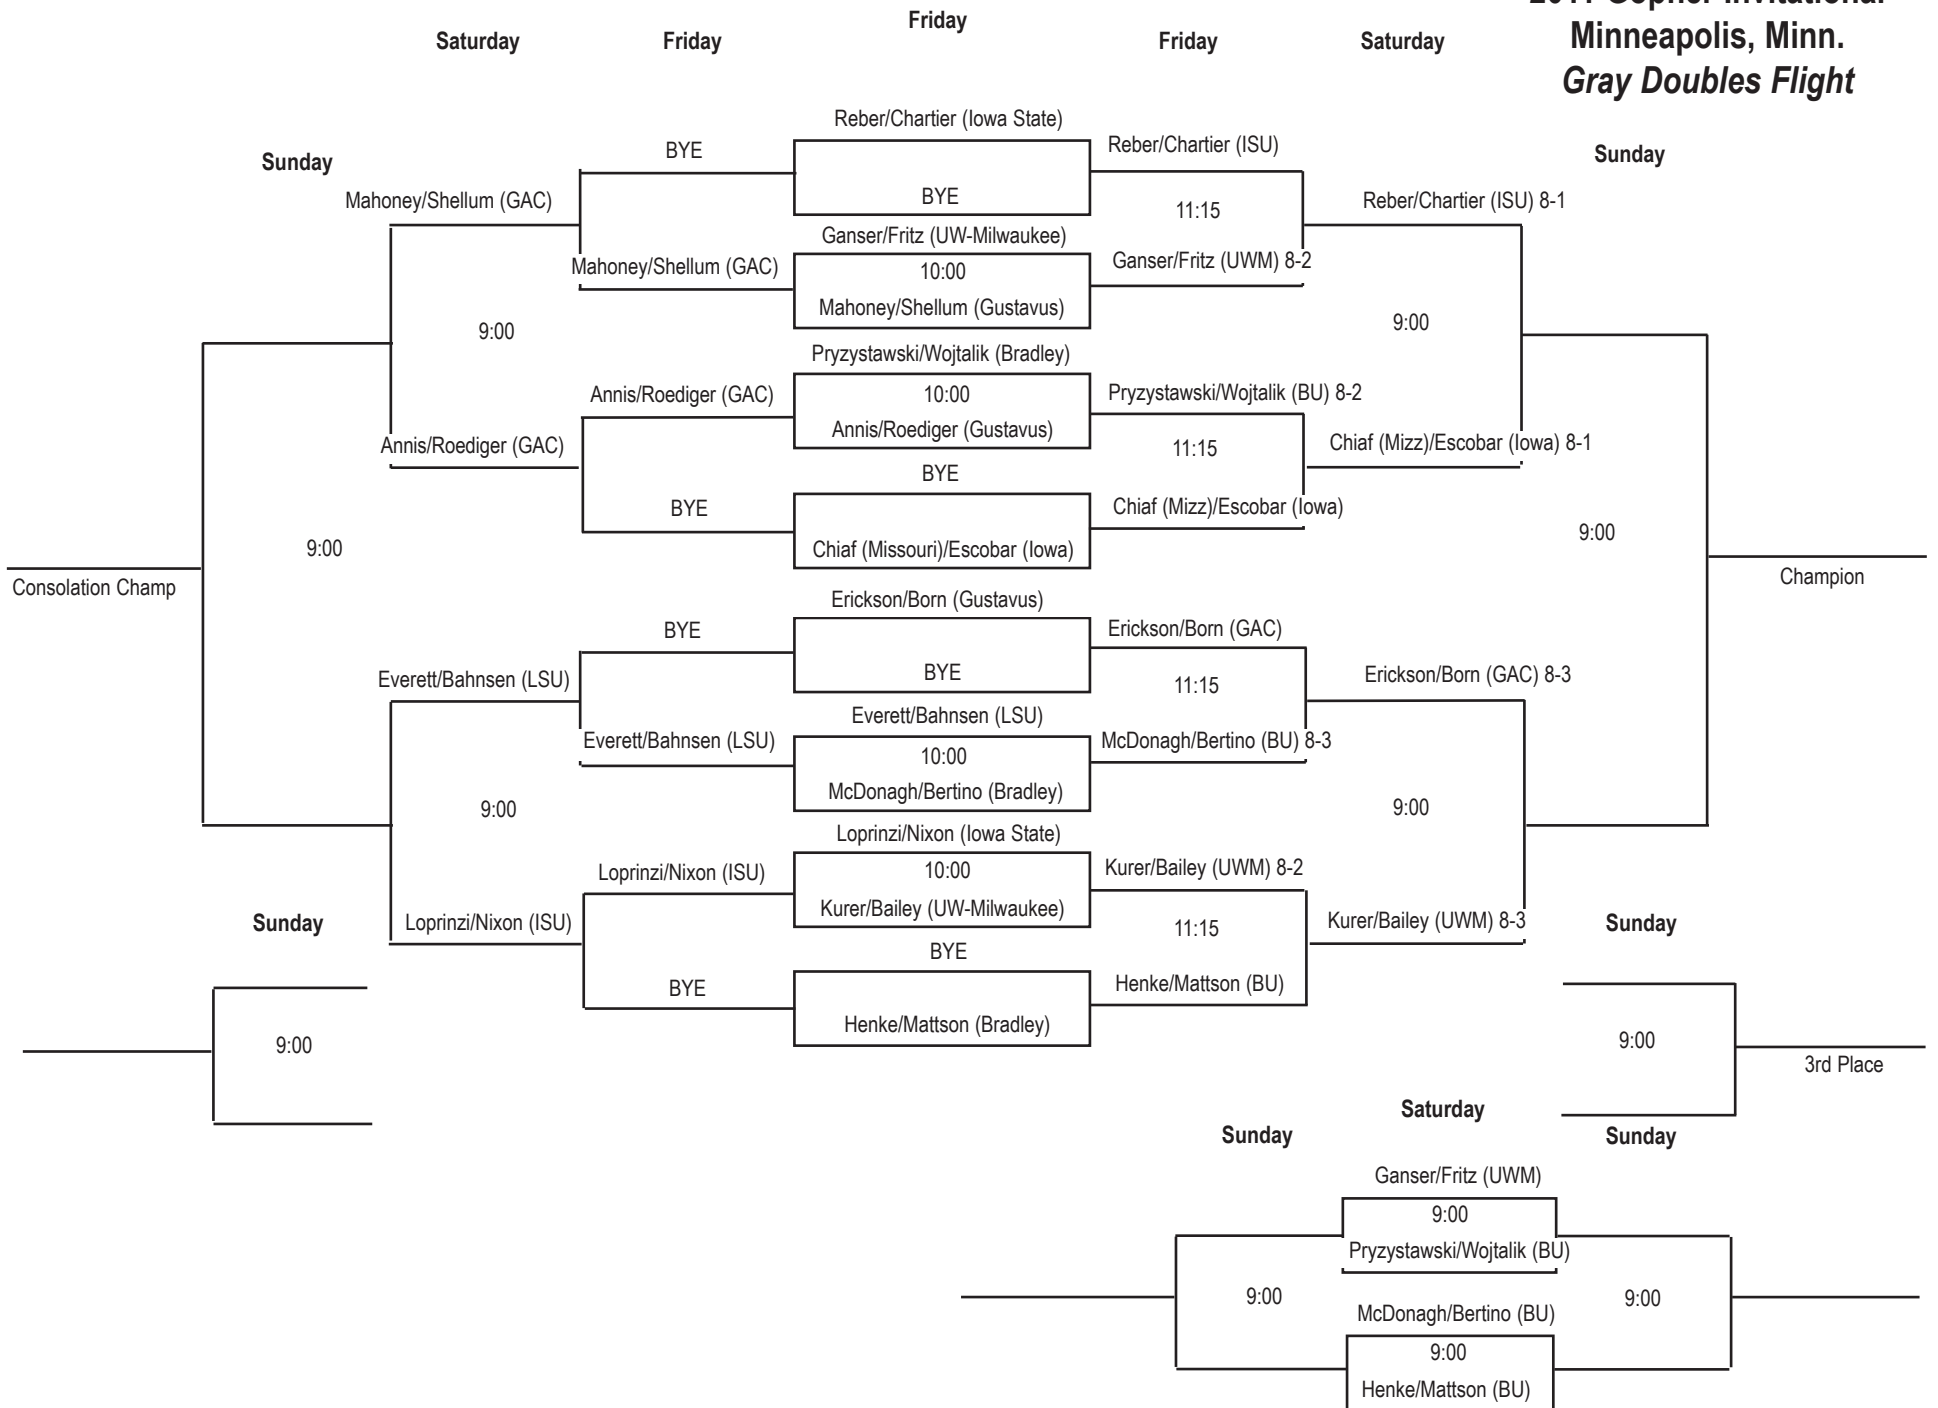 Minneapolis, Minn.
Gray Doubles Flight
Saturday
Friday
Friday
Friday
Saturday
Sunday
Sunday
Reber/Chartier (Iowa State)
BYE
BYE
Reber/Chartier (ISU)
Mahoney/Shellum (GAC)
11:15
Reber/Chartier (ISU) 8-1
Ganser/Fritz (UW-Milwaukee)
Mahoney/Shellum (GAC)
10:00
Ganser/Fritz (UWM) 8-2
Mahoney/Shellum (Gustavus)
9:00
9:00
Pryzystawski/Wojtalik (Bradley)
Annis/Roediger (GAC)
10:00
Pryzystawski/Wojtalik (BU) 8-2
Annis/Roediger (Gustavus)
Annis/Roediger (GAC)
11:15
Chiaf (Mizz)/Escobar (Iowa) 8-1
BYE
BYE
Chiaf (Mizz)/Escobar (Iowa)
Chiaf (Missouri)/Escobar (Iowa)
9:00
9:00
Consolation Champ
Champion
Erickson/Born (Gustavus)
BYE
Erickson/Born (GAC)
BYE
Everett/Bahnsen (LSU)
11:15
Erickson/Born (GAC) 8-3
Everett/Bahnsen (LSU)
Everett/Bahnsen (LSU)
10:00
McDonagh/Bertino (BU) 8-3
McDonagh/Bertino (Bradley)
9:00
9:00
Loprinzi/Nixon (Iowa State)
Loprinzi/Nixon (ISU)
10:00
Kurer/Bailey (UWM) 8-2
Kurer/Bailey (UW-Milwaukee)
Sunday
Loprinzi/Nixon (ISU)
11:15
Kurer/Bailey (UWM) 8-3
Sunday
BYE
BYE
Henke/Mattson (BU)
Henke/Mattson (Bradley)
9:00
9:00
3rd Place
Saturday
Sunday
Sunday
Ganser/Fritz (UWM)
9:00
Pryzystawski/Wojtalik (BU)
9:00
9:00
McDonagh/Bertino (BU)
9:00
Henke/Mattson (BU)